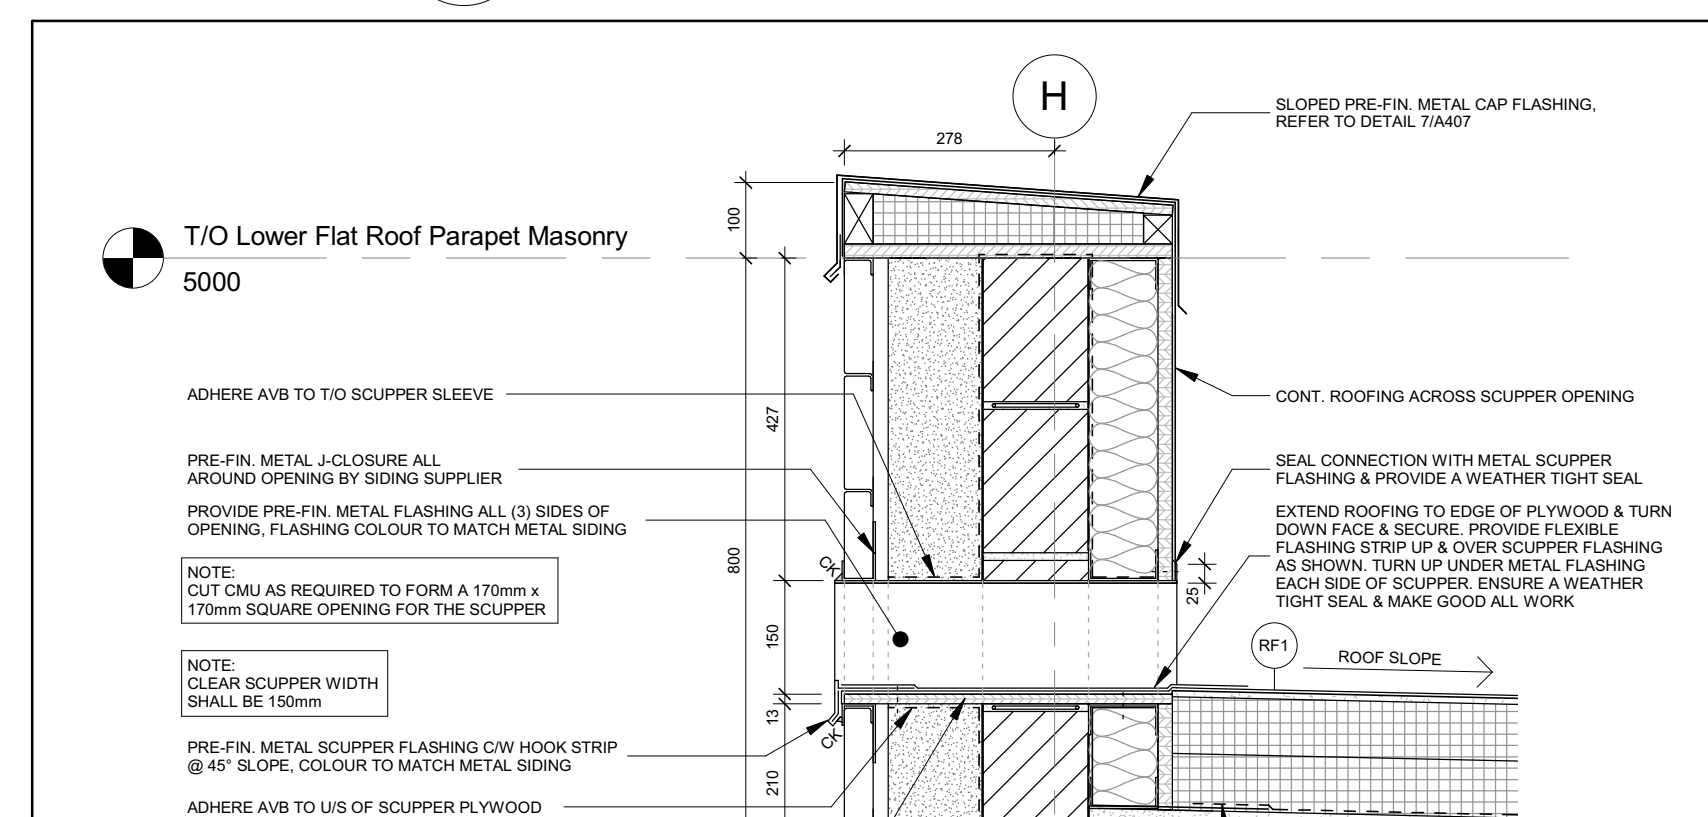 H
278
SLOPED PRE-FIN. METAL CAP FLASHING,
REFER TO DETAIL 7/A407
100
T/O Lower Flat Roof Parapet Masonry
5000
ADHERE AVB TO T/O SCUPPER SLEEVE
427
CONT. ROOFING ACROSS SCUPPER OPENING
PRE-FIN. METAL J-CLOSURE ALL
AROUND OPENING BY SIDING SUPPLIER
SEAL CONNECTION WITH METAL SCUPPER
FLASHING & PROVIDE A WEATHER TIGHT SEAL
PROVIDE PRE-FIN. METAL FLASHING ALL (3) SIDES OF
OPENING, FLASHING COLOUR TO MATCH METAL SIDING
EXTEND ROOFING TO EDGE OF PLYWOOD & TURN
DOWN FACE & SECURE. PROVIDE FLEXIBLE
FLASHING STRIP UP & OVER SCUPPER FLASHING
AS SHOWN. TURN UP UNDER METAL FLASHING
EACH SIDE OF SCUPPER. ENSURE A WEATHER
TIGHT SEAL & MAKE GOOD ALL WORK
800
CK
25
NOTE:
CUT CMU AS REQUIRED TO FORM A 170mm x
170mm SQUARE OPENING FOR THE SCUPPER
150
RF1
ROOF SLOPE
NOTE:
CLEAR SCUPPER WIDTH
SHALL BE 150mm
13
CK
PRE-FIN. METAL SCUPPER FLASHING C/W HOOK STRIP
@ 45° SLOPE, COLOUR TO MATCH METAL SIDING
210
ADHERE AVB TO U/S OF SCUPPER PLYWOOD